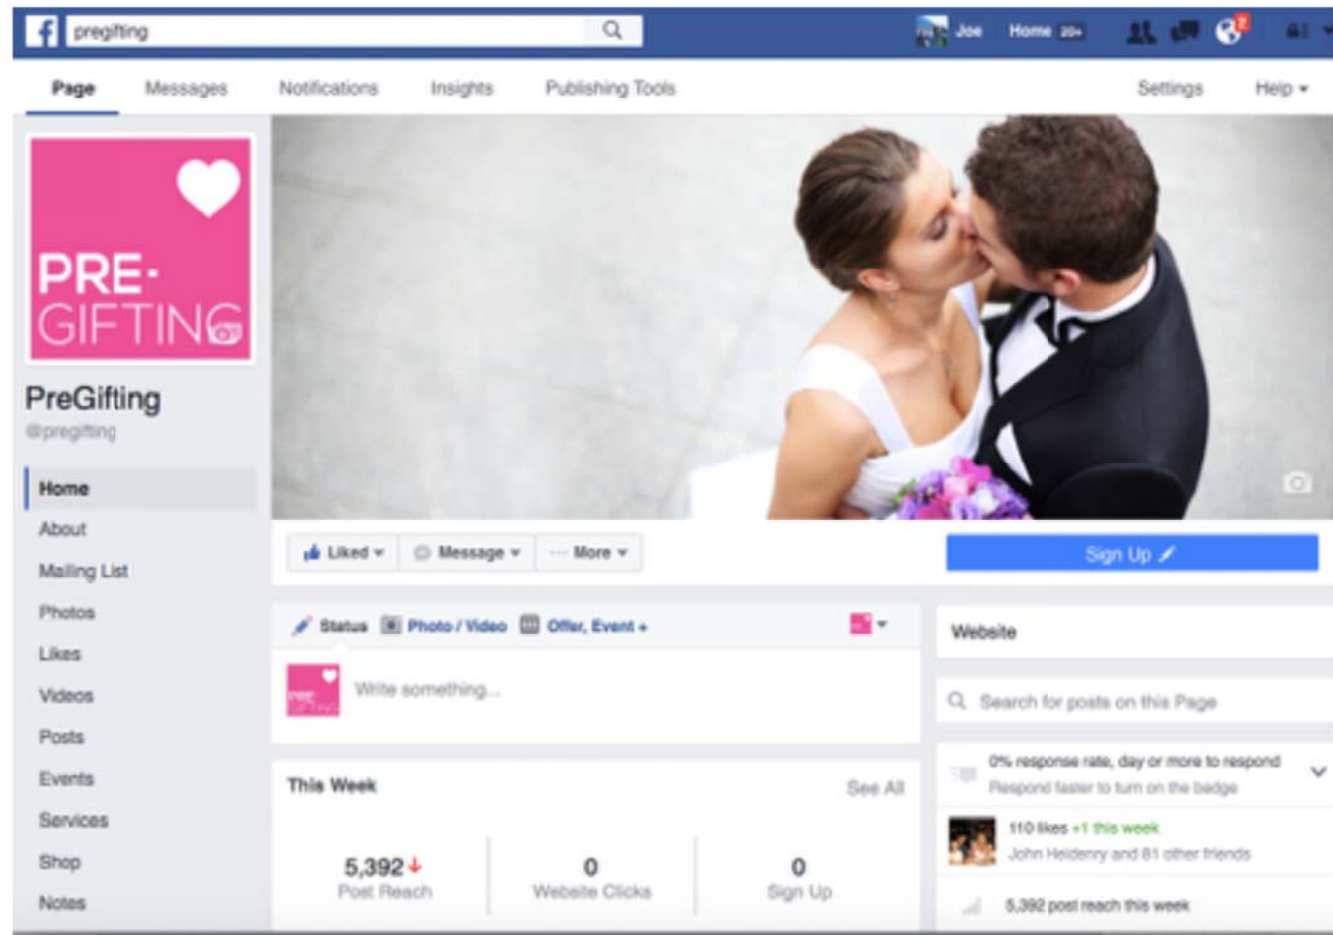 pregifting
Joe Home 20+ 2
Page Messages Notifications Insights Publishing Tools Settings Help
PRE-
GIFTING
PreGifting
@pregifting
Home
About
Mailing List
Photos
Likes
Videos
Posts
Events
Services
Shop
Notes
Liked Message More
Sign Up
Status Photo / Video Offer, Event +
Write something...
This Week See All
5,392 0 0
Post Reach Website Clicks Sign Up
Website
Search for posts on this Page
0% response rate, day or more to respond
Respond faster to turn on the badge
110 likes +1 this week
John Heidenry and 81 other friends
5,392 post reach this week